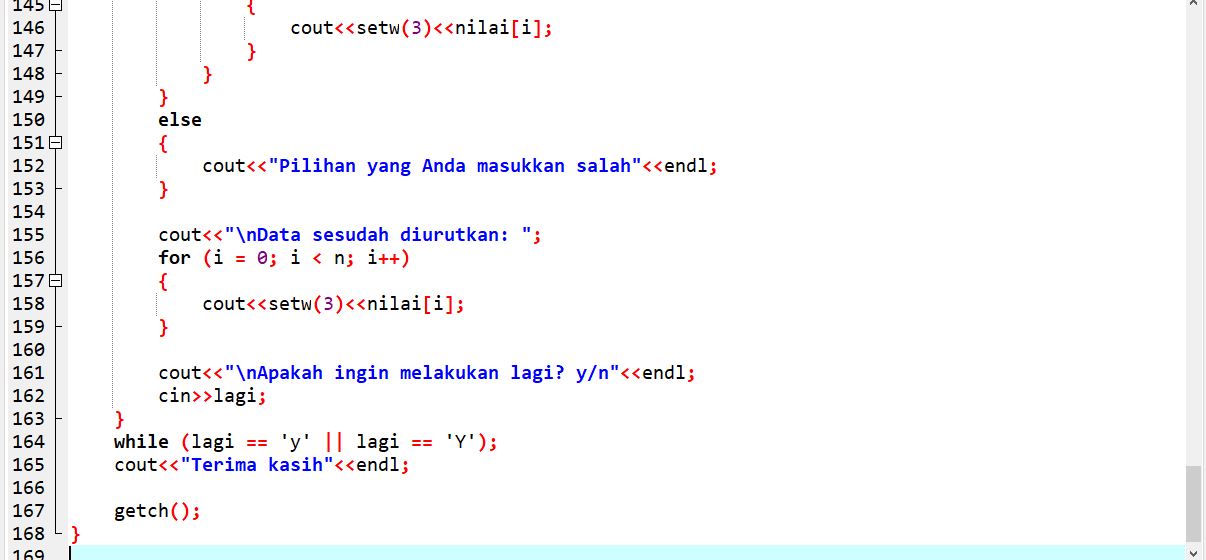 145 {
146 cout<<setw(3)<<nilai[i];
147 }
148 }
149 }
150 else
151 {
152 cout<<"Pilihan yang Anda masukkan salah"<<endl;
153 }
154
155 cout<<"\nData sesudah diurutkan: ";
156 for (i = 0; i < n; i++)
157 {
158 cout<<setw(3)<<nilai[i];
159 }
160
161 cout<<"\nApakah ingin melakukan lagi? y/n"<<endl;
162 cin>>lagi;
163 }
164 while (lagi == 'y' || lagi == 'Y');
165 cout<<"Terima kasih"<<endl;
166
167 getch();
168 }
169